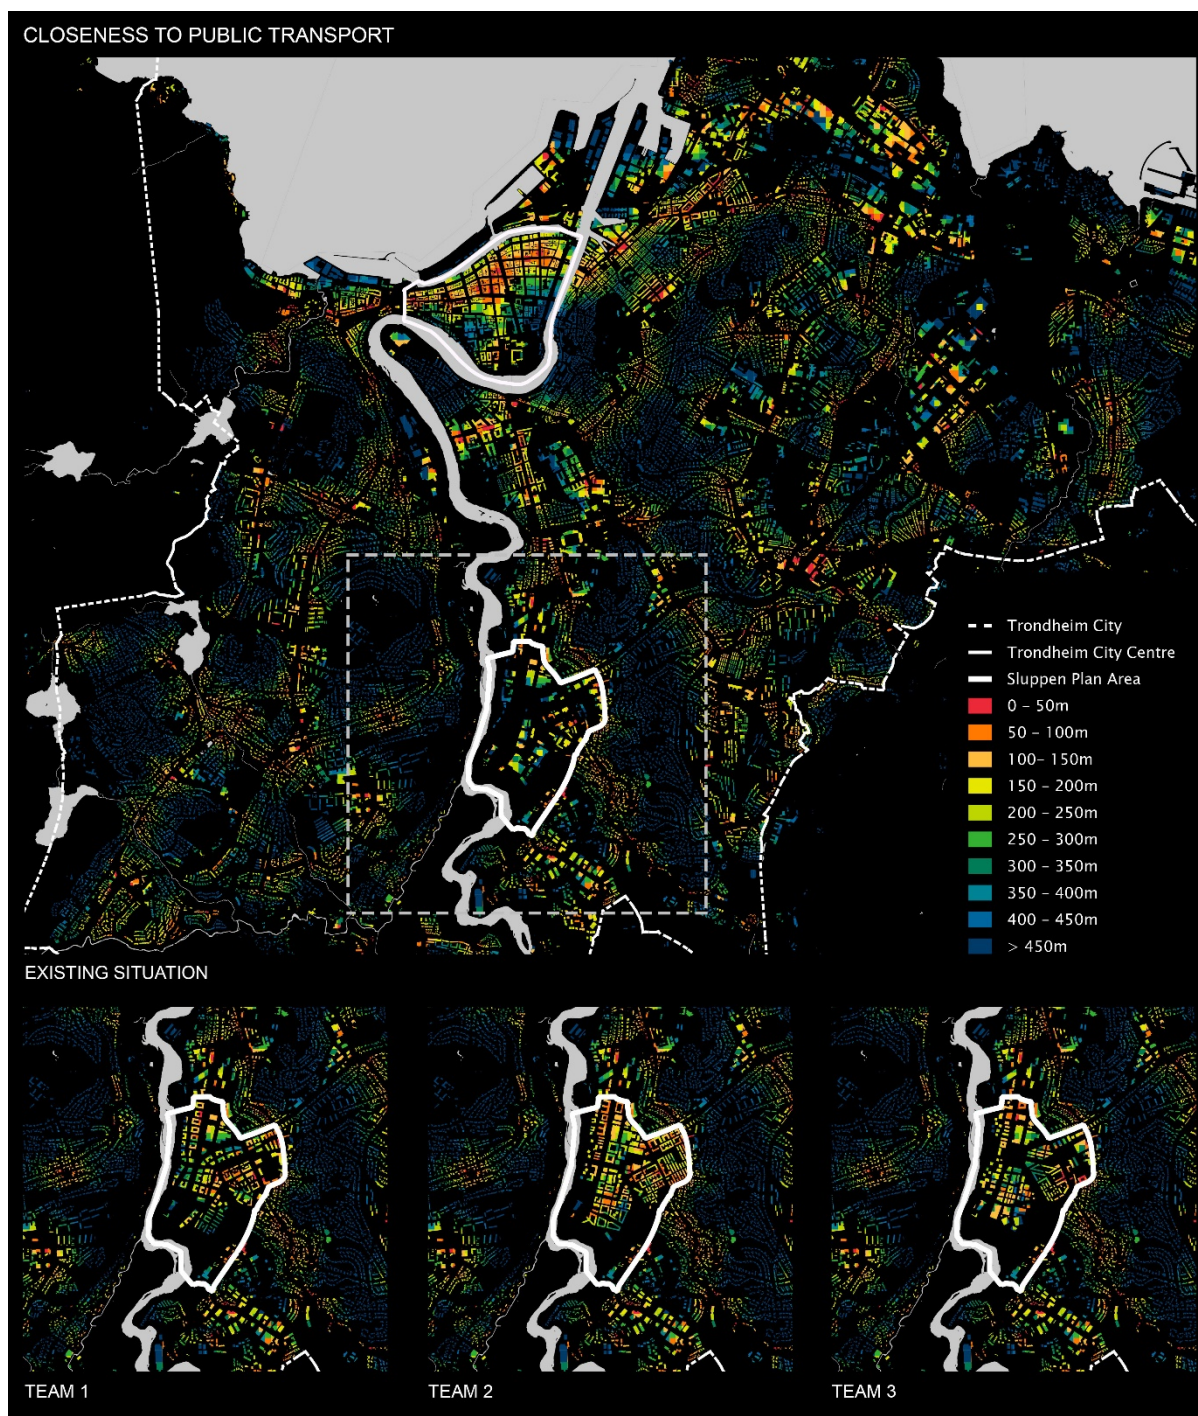 CLOSENESS TO PUBLIC TRANSPORT
Trondheim City
Trondheim City Centre
Sluppen Plan Area
0 – 50m
50 – 100m
100– 150m
150 – 200m
200 – 250m
250 – 300m
300 – 350m
350 – 400m
400 – 450m
> 450m
EXISTING SITUATION
TEAM 1
TEAM 2
TEAM 3